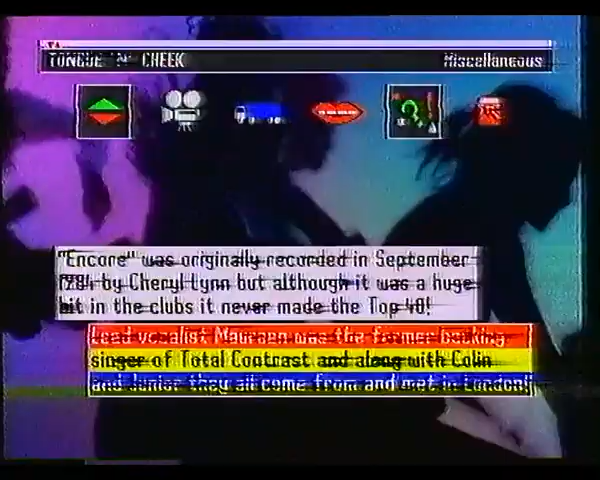 TONGUE 'N' CHEEK
Miscellaneous
"Encore" was originally recorded in September
1984 by Cheryl Lynn but although it was a huge
hit in the clubs it never made the Top 40!
Lead vocalist Maureen was the former backing
singer of Total Contrast and along with Colin
and Junior they all come from and met in London!